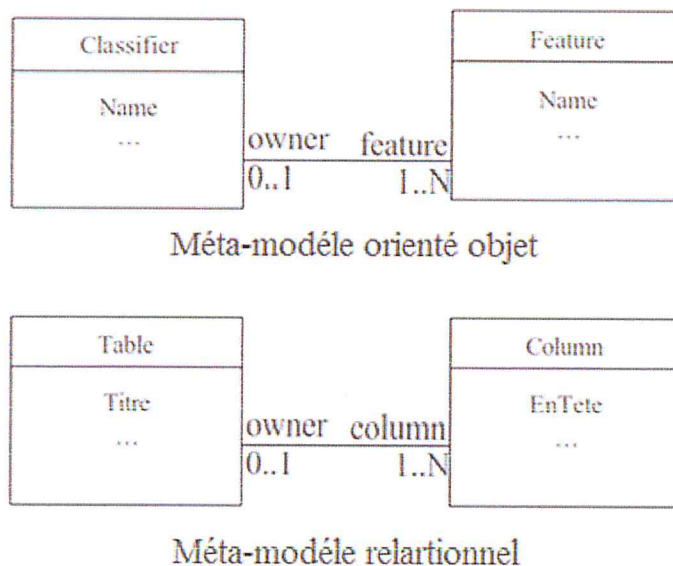 Classifier
Feature
Name
Name
...
...
owner
feature
0..1
1..N
Méta-modéle orienté objet
Table
Column
Titre
EnTete
...
...
owner
column
0..1
1..N
Méta-modéle relartionnel